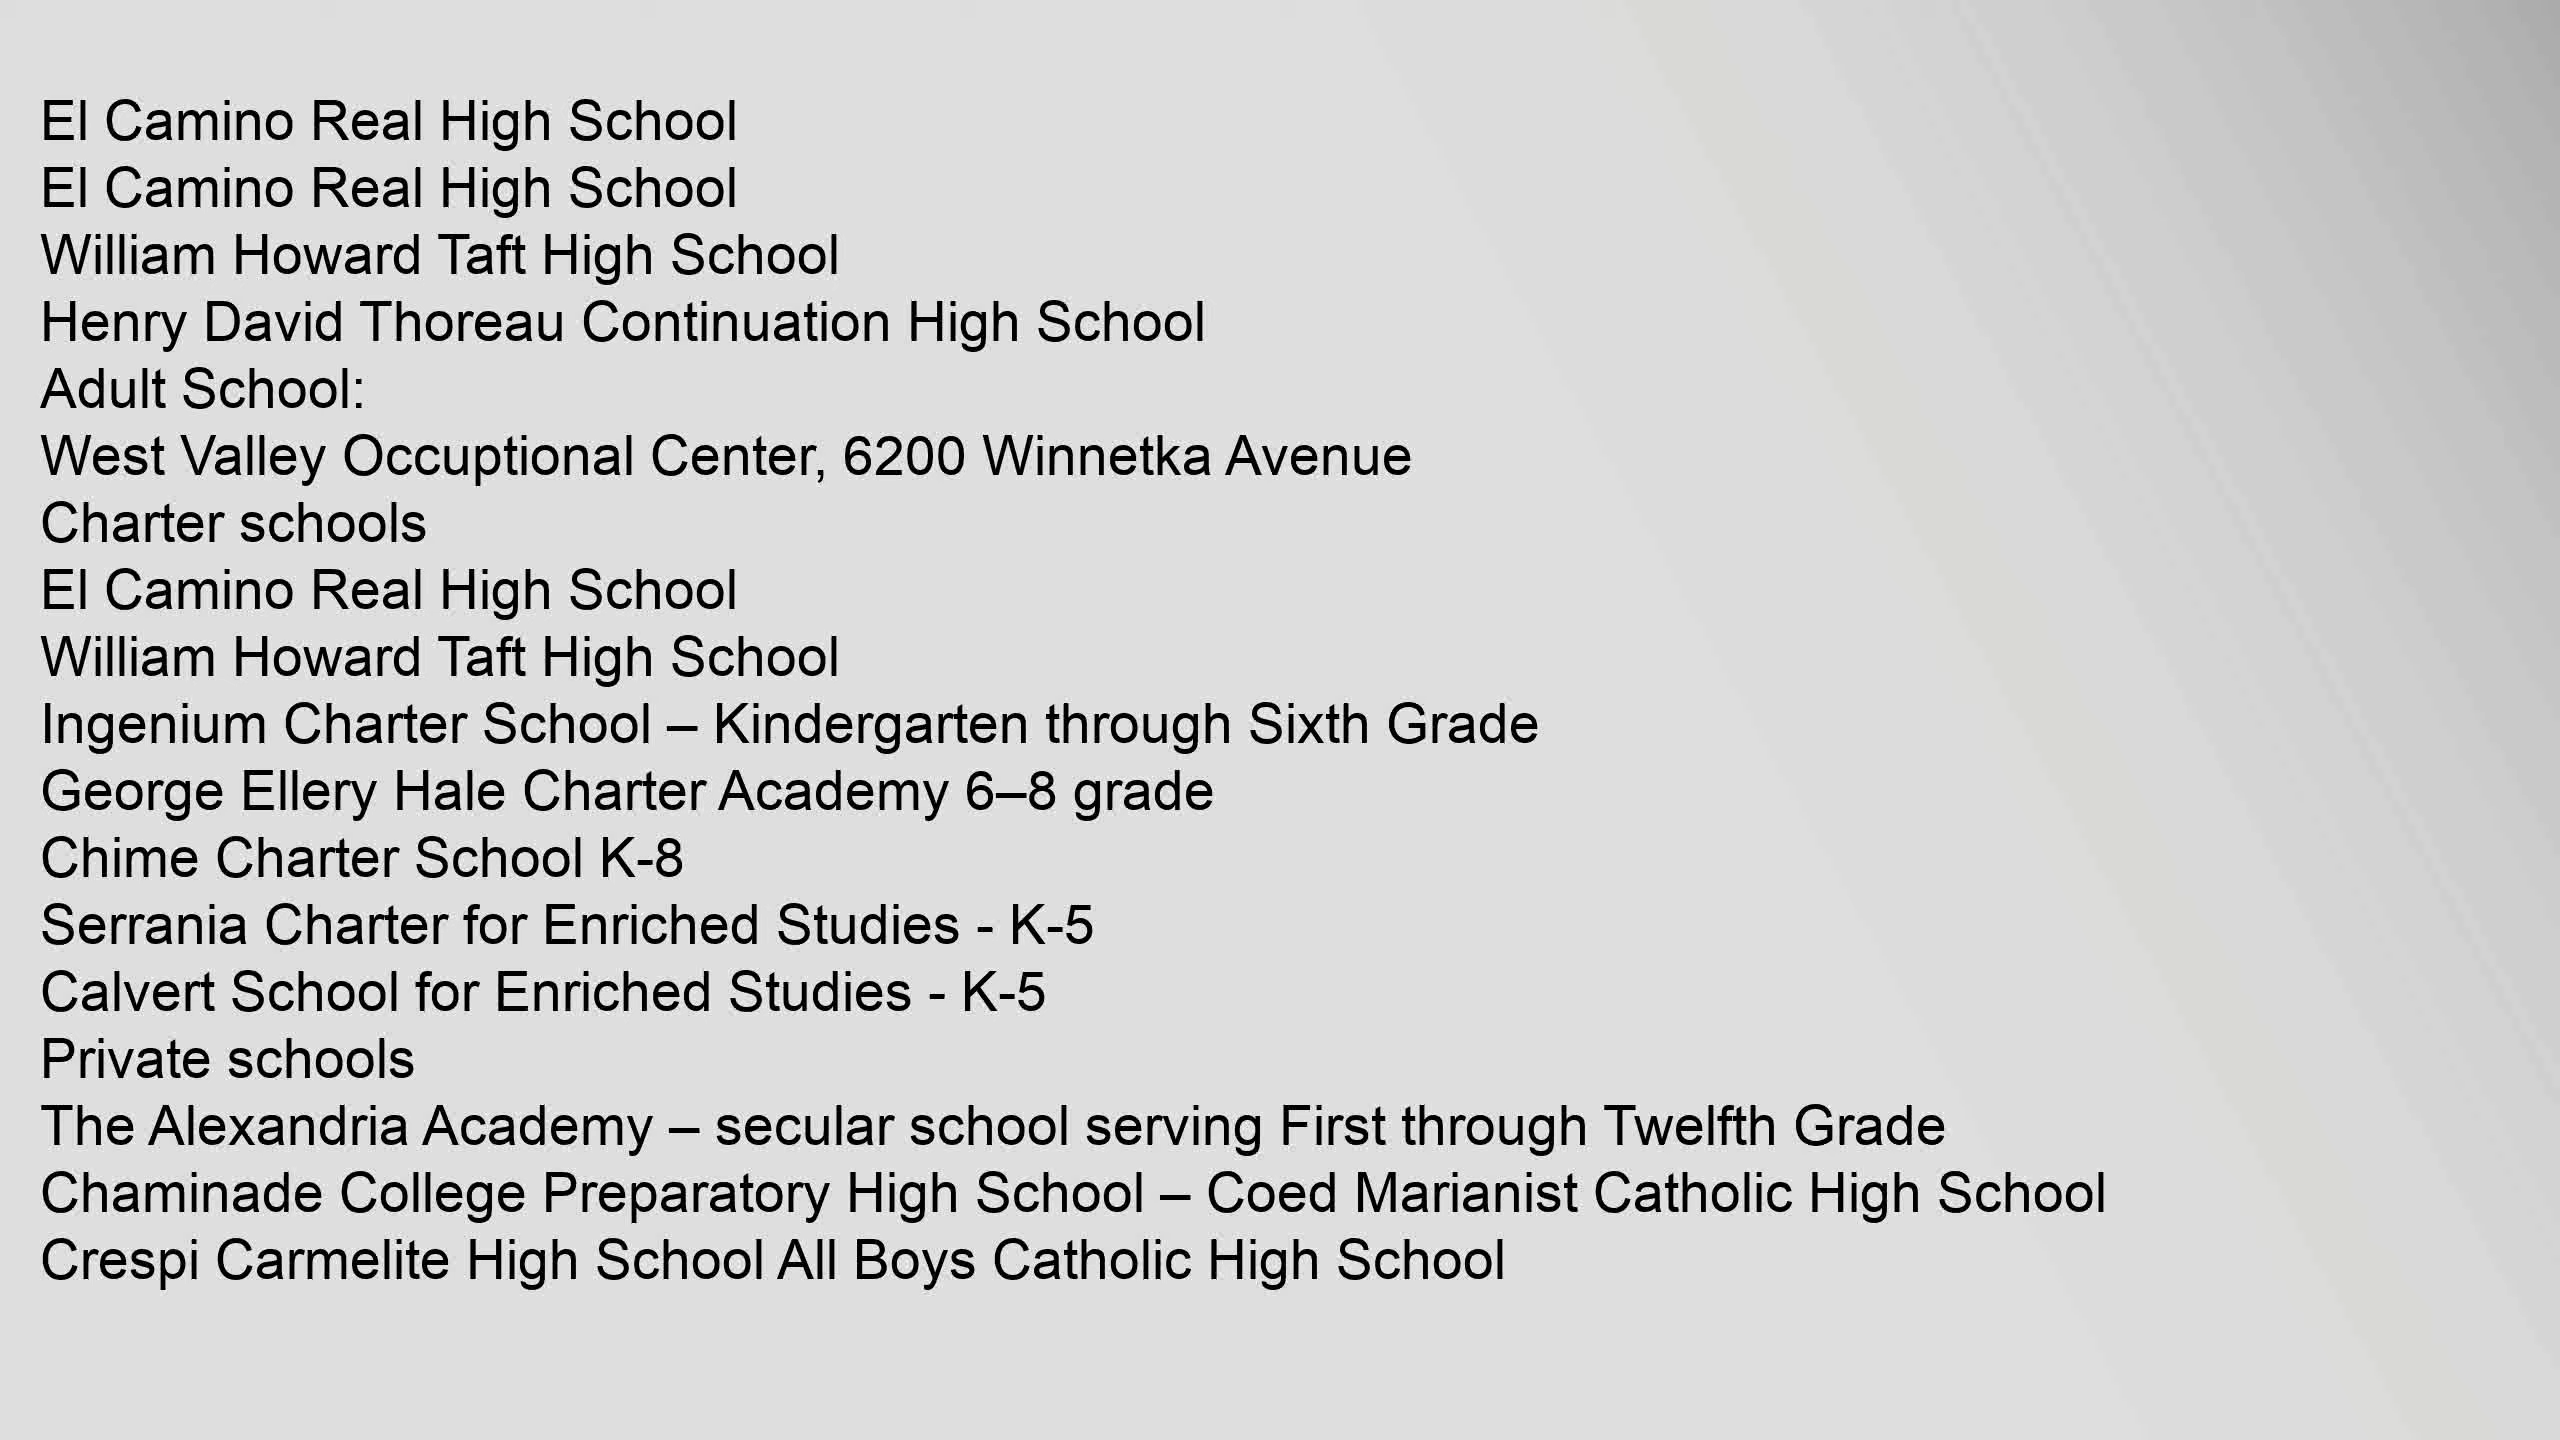 El Camino Real High School
El Camino Real High School
William Howard Taft High School
Henry David Thoreau Continuation High School
Adult School:
West Valley Occuptional Center, 6200 Winnetka Avenue
Charter schools
El Camino Real High School
William Howard Taft High School
Ingenium Charter School – Kindergarten through Sixth Grade
George Ellery Hale Charter Academy 6–8 grade
Chime Charter School K-8
Serrania Charter for Enriched Studies - K-5
Calvert School for Enriched Studies - K-5
Private schools
The Alexandria Academy – secular school serving First through Twelfth Grade
Chaminade College Preparatory High School – Coed Marianist Catholic High School
Crespi Carmelite High School All Boys Catholic High School